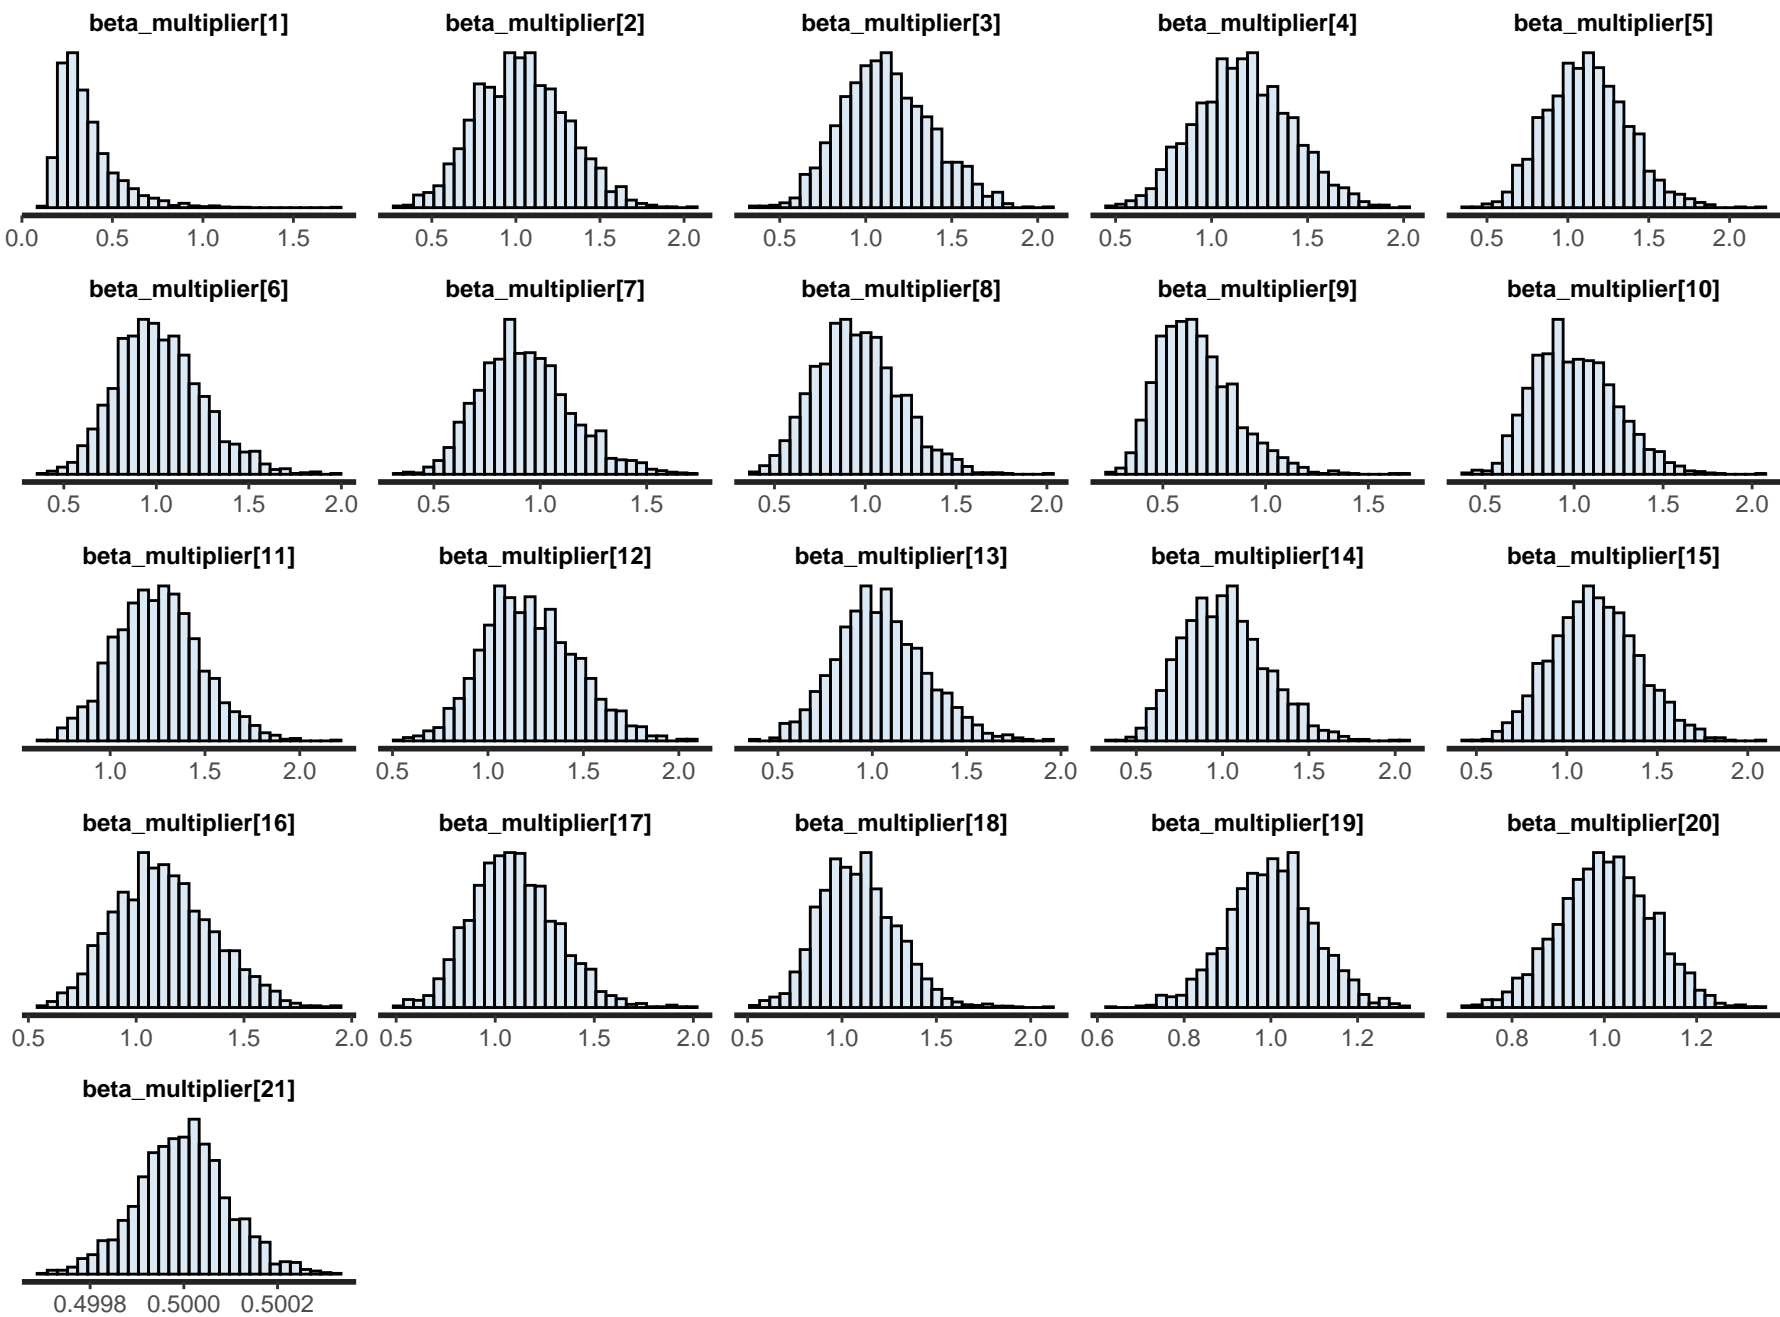 beta_multiplier[1] beta_multiplier[2] beta_multiplier[3] beta_multiplier[4] beta_multiplier[5]
0.0 0.5 1.0 1.5 0.5 1.0 1.5 2.0 0.5 1.0 1.5 2.0 0.5 1.0 1.5 2.0 0.5 1.0 1.5 2.0
beta_multiplier[6] beta_multiplier[7] beta_multiplier[8] beta_multiplier[9] beta_multiplier[10]
0.5 1.0 1.5 2.0 0.5 1.0 1.5 0.5 1.0 1.5 2.0 0.5 1.0 1.5 0.5 1.0 1.5 2.0
beta_multiplier[11] beta_multiplier[12] beta_multiplier[13] beta_multiplier[14] beta_multiplier[15]
1.0 1.5 2.0 0.5 1.0 1.5 2.0 0.5 1.0 1.5 2.0 0.5 1.0 1.5 2.0 0.5 1.0 1.5 2.0
beta_multiplier[16] beta_multiplier[17] beta_multiplier[18] beta_multiplier[19] beta_multiplier[20]
0.5 1.0 1.5 2.0 0.5 1.0 1.5 2.0 0.5 1.0 1.5 2.0 0.6 0.8 1.0 1.2 0.8 1.0 1.2
beta_multiplier[21]
0.4998 0.5000 0.5002